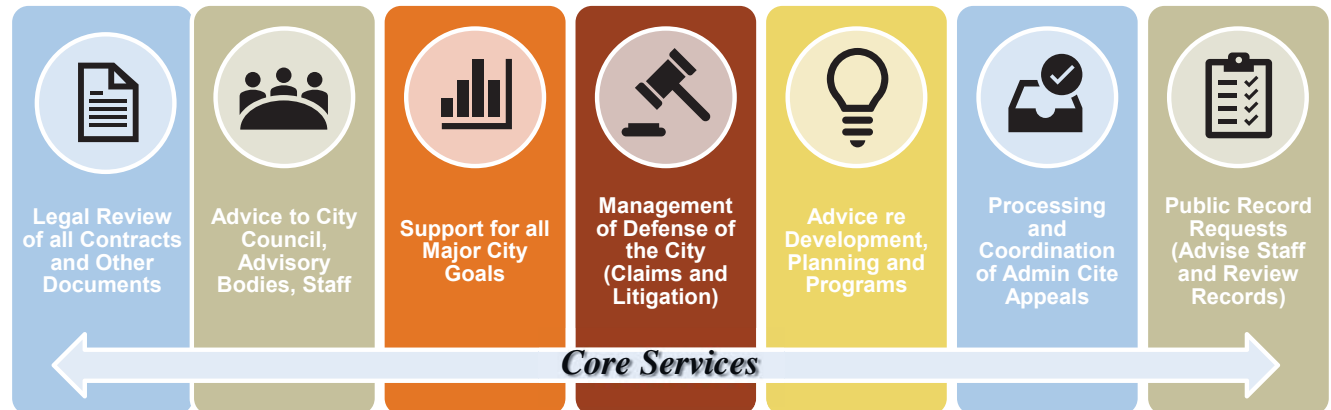 Legal Review
of all Contracts
and Other
Documents
Advice to City
Council,
Advisory
Bodies, Staff
Support for all
Major City
Goals
Management
of Defense of
the City
(Claims and
Litigation)
Advice re
Development,
Planning and
Programs
Processing
and
Coordination
of Admin Cite
Appeals
Public Record
Requests
(Advise Staff
and Review
Records)
Core Services